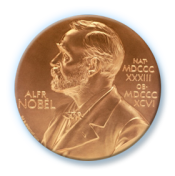 ALFR·
NOBEL
NAT·
MDCCC
XXXIII
OB·
MDCCC
XCVI